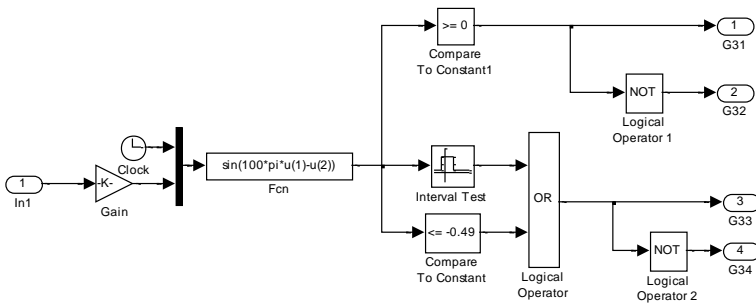 >= 0
Compare
To Constant1
1
G31
NOT
Logical
Operator 1
2
G32
Clock
1
In1
-K-
Gain
sin(100*pi*u(1)-u(2))
Fcn
Interval Test
<= -0.49
Compare
To Constant
OR
Logical
Operator
3
G33
NOT
Logical
Operator 2
4
G34